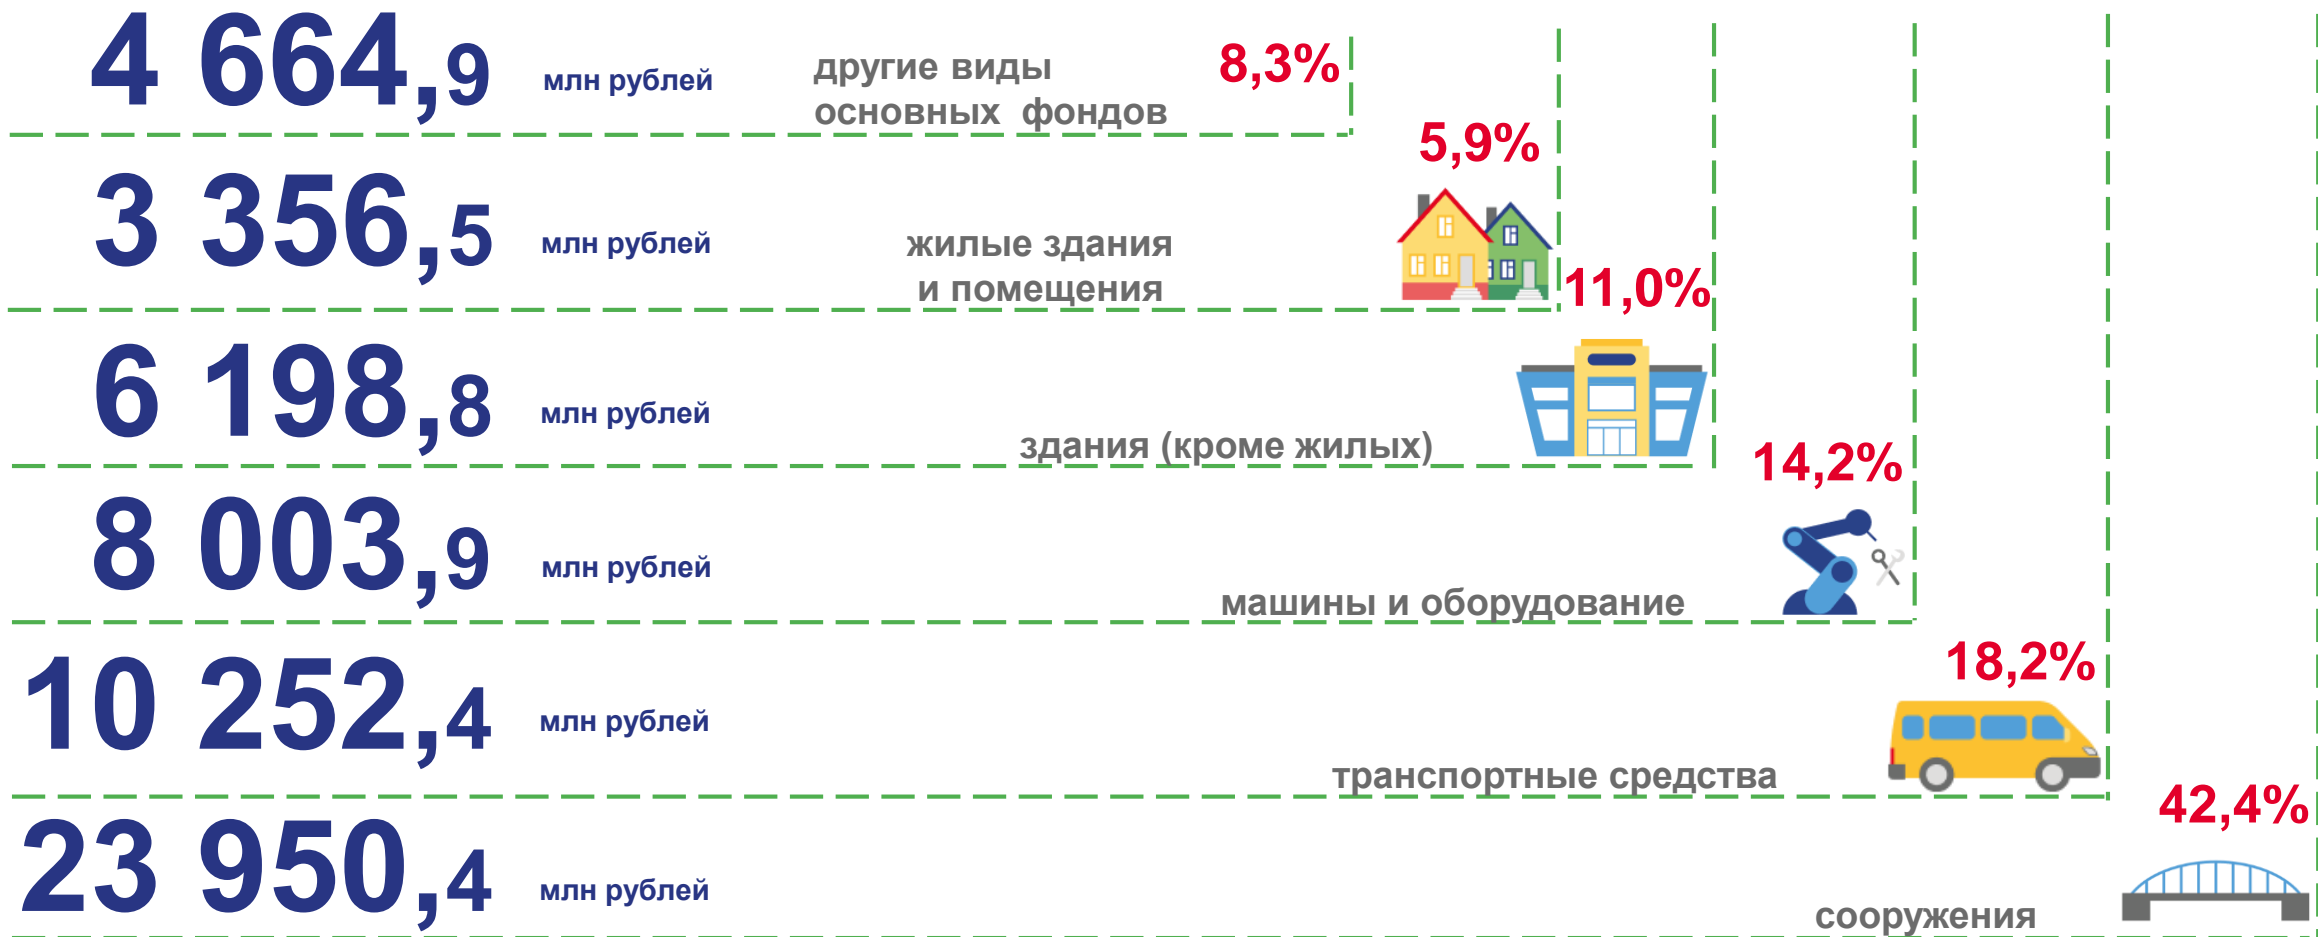 4 664,9 млн рублей
другие виды
основных фондов
8,3%
3 356,5 млн рублей
жилые здания
и помещения
5,9%
6 198,8 млн рублей
здания (кроме жилых)
11,0%
8 003,9 млн рублей
машины и оборудование
14,2%
10 252,4 млн рублей
транспортные средства
18,2%
23 950,4 млн рублей
сооружения
42,4%